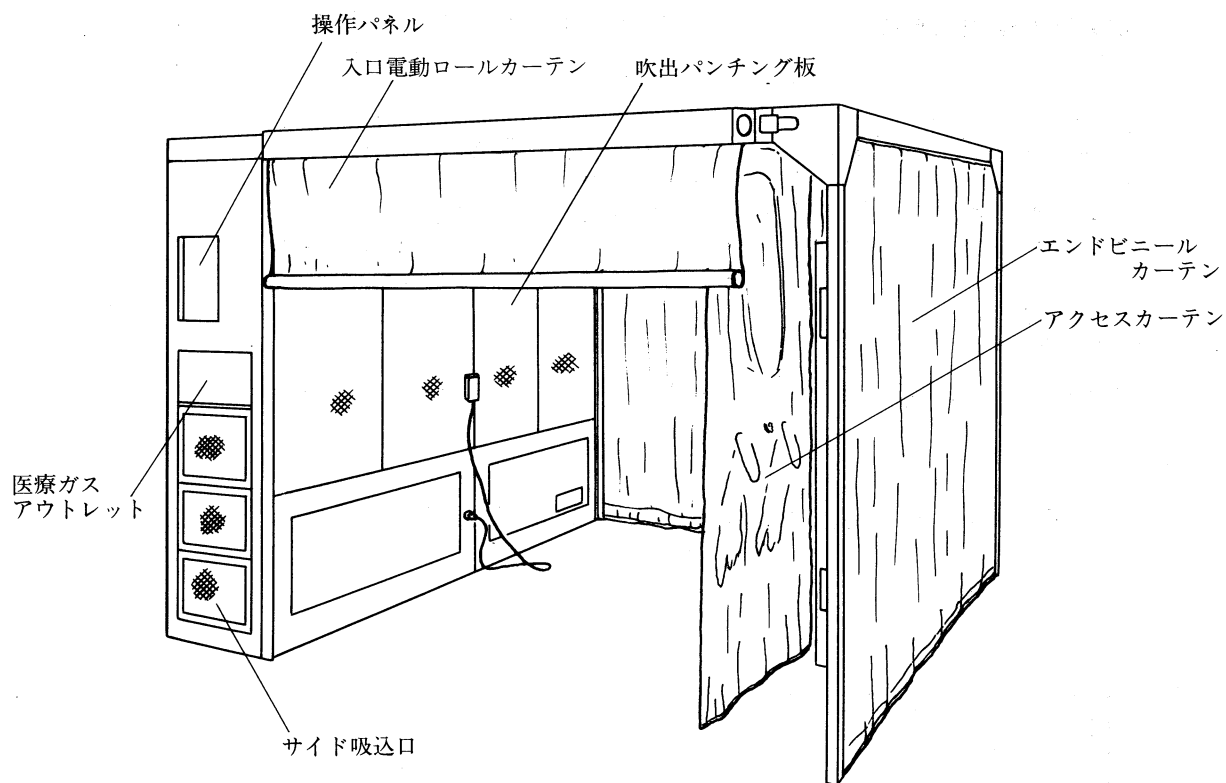 操作パネル
入口電動ロールカーテン
吹出パンチング板
エンドビニール
カーテン
アクセスカーテン
医療ガス
アウトレット
サイド吸込口